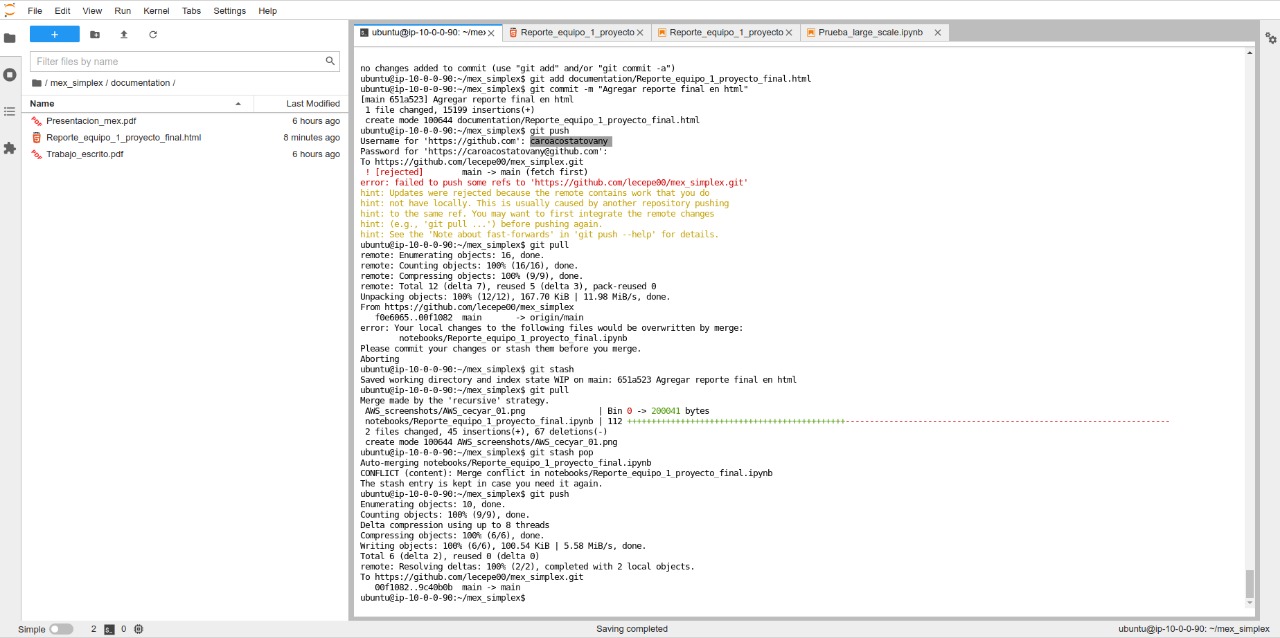 File Edit View Run Kernel Tabs Settings Help
+
Filter files by name
/ mex_simplex / documentation /
Name Last Modified
Presentacion_mex.pdf 6 hours ago
Reporte_equipo_1_proyecto_final.html 8 minutes ago
Trabajo_escrito.pdf 6 hours ago
ubuntu@ip-10-0-0-90: ~/mex × Reporte_equipo_1_proyecto × Reporte_equipo_1_proyecto × Prueba_large_scale.ipynb ×
no changes added to commit (use "git add" and/or "git commit -a")
ubuntu@ip-10-0-0-90:~/mex_simplex$ git add documentation/Reporte_equipo_1_proyecto_final.html
ubuntu@ip-10-0-0-90:~/mex_simplex$ git commit -m "Agregar reporte final en html"
[main 651a523] Agregar reporte final en html
1 file changed, 15199 insertions(+)
create mode 100644 documentation/Reporte_equipo_1_proyecto_final.html
ubuntu@ip-10-0-0-90:~/mex_simplex$ git push
Username for 'https://github.com': caroacostatovany
Password for 'https://caroacostatovany@github.com':
To https://github.com/lecepe00/mex_simplex.git
! [rejected] main -> main (fetch first)
error: failed to push some refs to 'https://github.com/lecepe00/mex_simplex.git'
hint: Updates were rejected because the remote contains work that you do
hint: not have locally. This is usually caused by another repository pushing
hint: to the same ref. You may want to first integrate the remote changes
hint: (e.g., 'git pull ...') before pushing again.
hint: See the 'Note about fast-forwards' in 'git push --help' for details.
ubuntu@ip-10-0-0-90:~/mex_simplex$ git pull
remote: Enumerating objects: 16, done.
remote: Counting objects: 100% (16/16), done.
remote: Compressing objects: 100% (9/9), done.
remote: Total 12 (delta 7), reused 5 (delta 3), pack-reused 0
Unpacking objects: 100% (12/12), 167.70 KiB | 11.98 MiB/s, done.
From https://github.com/lecepe00/mex_simplex
f0e6065..00f1082 main -> origin/main
error: Your local changes to the following files would be overwritten by merge:
notebooks/Reporte_equipo_1_proyecto_final.ipynb
Please commit your changes or stash them before you merge.
Aborting
ubuntu@ip-10-0-0-90:~/mex_simplex$ git stash
Saved working directory and index state WIP on main: 651a523 Agregar reporte final en html
ubuntu@ip-10-0-0-90:~/mex_simplex$ git pull
Merge made by the 'recursive' strategy.
AWS_screenshots/AWS_cecyar_01.png | Bin 0 -> 200041 bytes
notebooks/Reporte_equipo_1_proyecto_final.ipynb | 112 +++++++++++++++++++++++++++++++++++++++++++++-------------------------------------------------------------------
2 files changed, 45 insertions(+), 67 deletions(-)
create mode 100644 AWS_screenshots/AWS_cecyar_01.png
ubuntu@ip-10-0-0-90:~/mex_simplex$ git stash pop
Auto-merging notebooks/Reporte_equipo_1_proyecto_final.ipynb
CONFLICT (content): Merge conflict in notebooks/Reporte_equipo_1_proyecto_final.ipynb
The stash entry is kept in case you need it again.
ubuntu@ip-10-0-0-90:~/mex_simplex$ git push
Enumerating objects: 10, done.
Counting objects: 100% (9/9), done.
Delta compression using up to 8 threads
Compressing objects: 100% (6/6), done.
Writing objects: 100% (6/6), 100.54 KiB | 5.58 MiB/s, done.
Total 6 (delta 2), reused 0 (delta 0)
remote: Resolving deltas: 100% (2/2), completed with 2 local objects.
To https://github.com/lecepe00/mex_simplex.git
00f1082..9c40b0b main -> main
ubuntu@ip-10-0-0-90:~/mex_simplex$
Simple 2 0 Saving completed ubuntu@ip-10-0-0-90: ~/mex_simplex